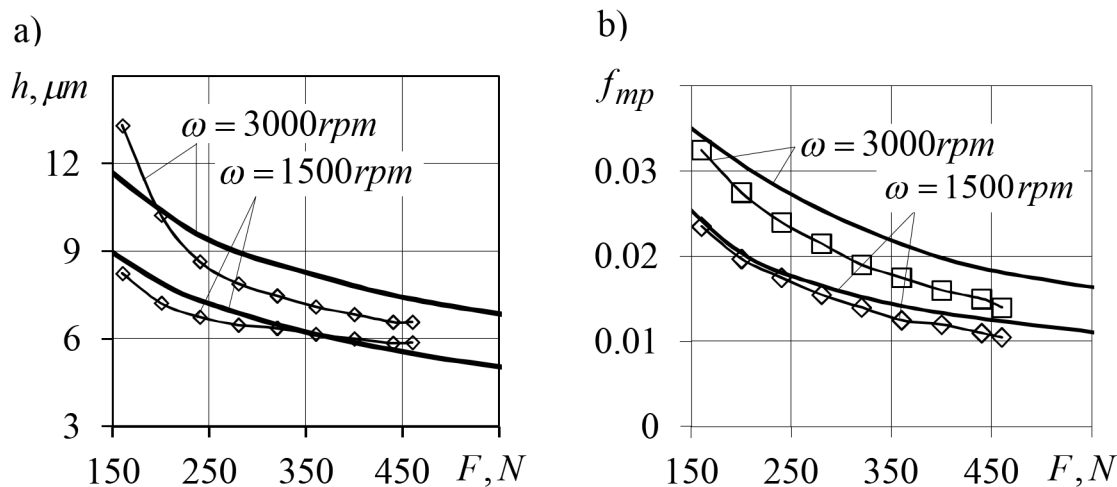 a)
h, μm
ω = 3000rpm
ω = 1500rpm
12
9
6
3
150
250
350
450
F, N
b)
f_mp
ω = 3000rpm
ω = 1500rpm
0.03
0.02
0.01
0
150
250
350
450
F, N